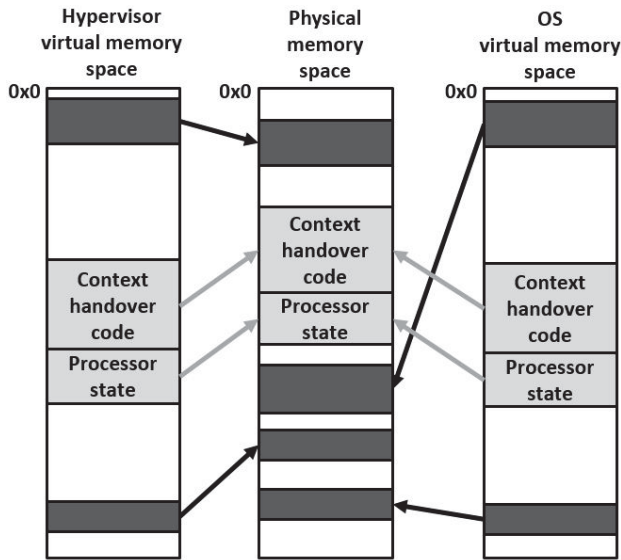 Hypervisor
virtual memory
space
Physical
memory
space
OS
virtual memory
space
0x0
0x0
0x0
Context
handover
code
Processor
state
Context
handover
code
Processor
state
Context
handover
code
Processor
state